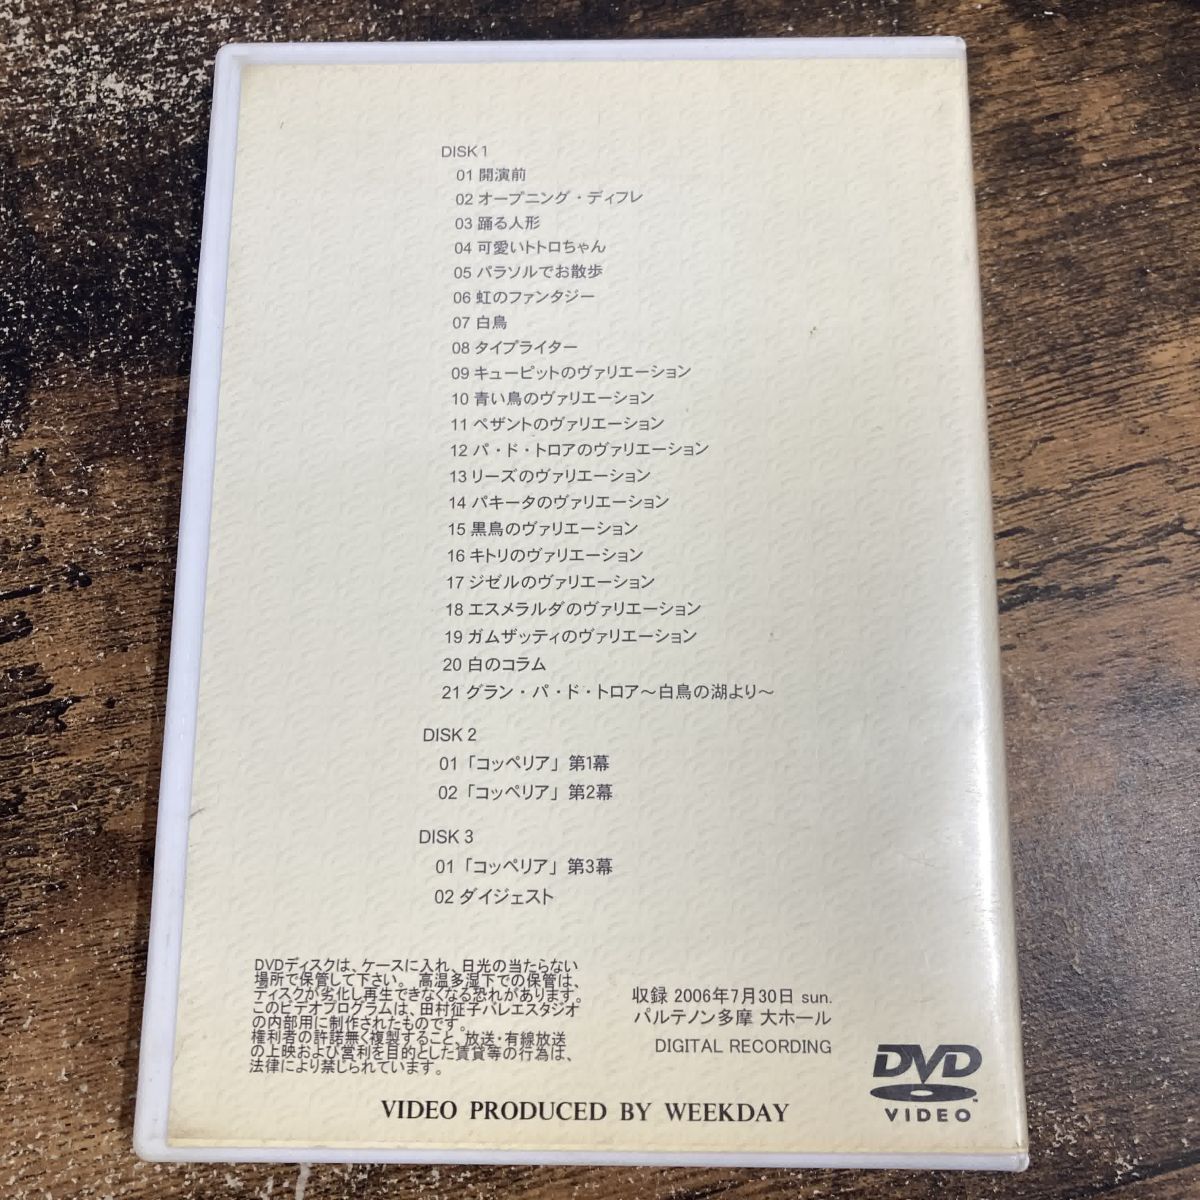 DISK 1
01 開演前
02 オープニング・ディフレ
03 踊る人形
04 可愛いトトロちゃん
05 パラソルでお散歩
06 虹のファンタジー
07 白鳥
08 タイプライター
09 キューピットのヴァリエーション
10 青い鳥のヴァリエーション
11 ペザントのヴァリエーション
12 パ・ド・トロアのヴァリエーション
13 リーズのヴァリエーション
14 パキータのヴァリエーション
15 黒鳥のヴァリエーション
16 キトリのヴァリエーション
17 ジゼルのヴァリエーション
18 エスメラルダのヴァリエーション
19 ガムザッティのヴァリエーション
20 白のコラム
21 グラン・パ・ド・トロア～白鳥の湖より～
DISK 2
01 「コッペリア」 第1幕
02 「コッペリア」 第2幕
DISK 3
01 「コッペリア」 第3幕
02 ダイジェスト
DVDディスクは、ケースに入れ、日光の当たらない
場所で保管して下さい。 高温多湿下での保管は、
ディスクが劣化し再生できなくなる恐れがあります。
このビデオプログラムは、田村征子バレエスタジオ
の内部用に制作されたものです。
権利者の許諾無く複製すること、放送・有線放送
の上映および営利を目的とした賃貸等の行為は、
法律により禁じられています。
収録 2006年7月30日 sun.
パルテノン多摩 大ホール
DIGITAL RECORDING
VIDEO PRODUCED BY WEEKDAY
DVD
VIDEO